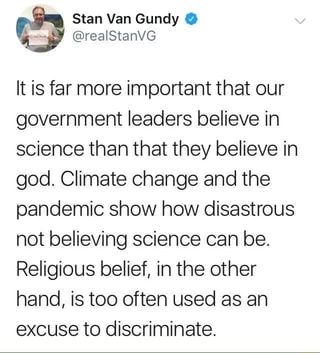 Stan Van Gundy
@realStanVG
It is far more important that our
government leaders believe in
science than that they believe in
god. Climate change and the
pandemic show how disastrous
not believing science can be.
Religious belief, in the other
hand, is too often used as an
excuse to discriminate.